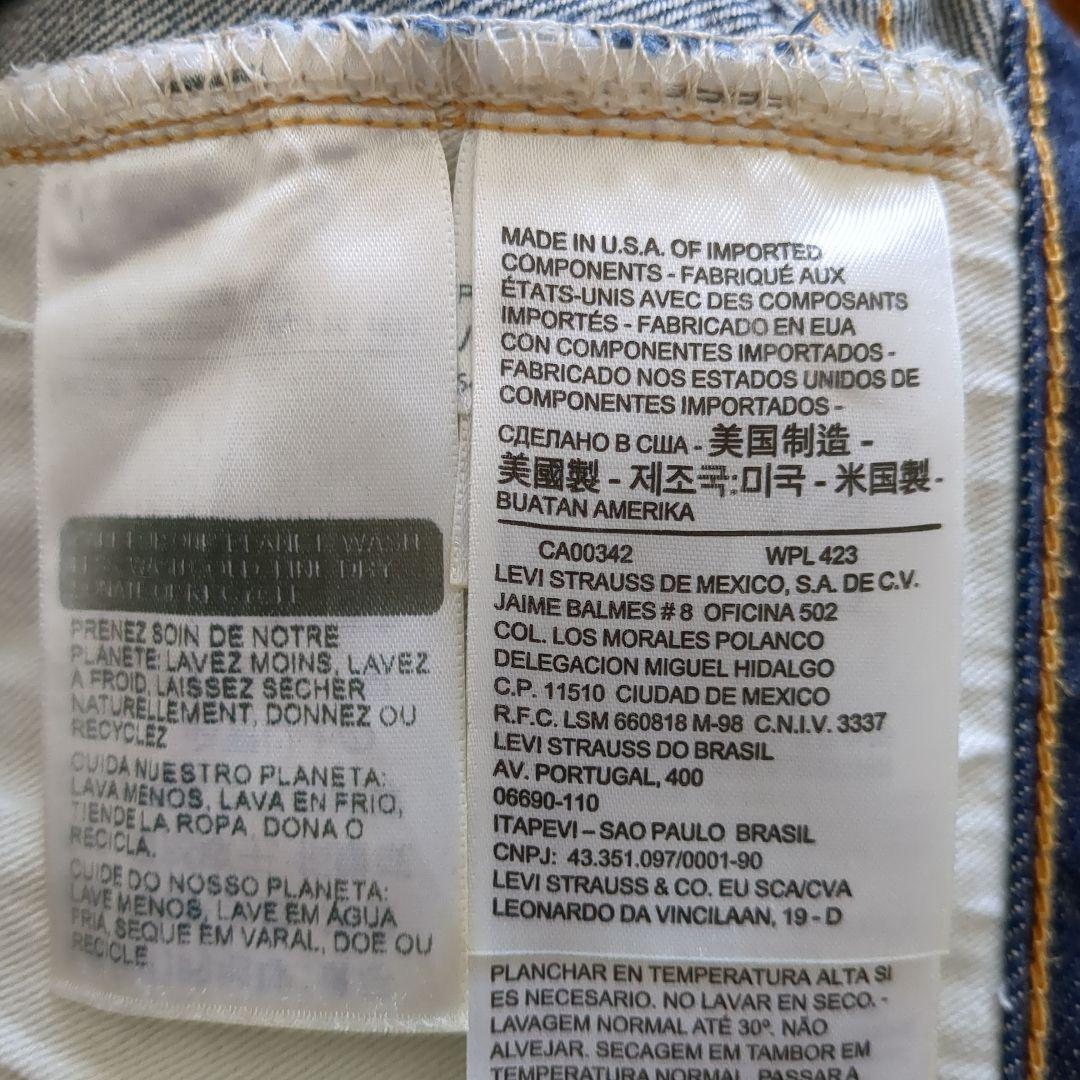 PRENEZ SOIN DE NOTRE
PLANÈTE: LAVEZ MOINS, LAVEZ
A FROID, LAISSEZ SÉCHER
NATURELLEMENT, DONNEZ OU
RECYCLEZ
CUIDA NUESTRO PLANETA:
LAVA MENOS, LAVA EN FRIO,
TIENDE LA ROPA, DONA O
RECICLA.
CUIDE DO NOSSO PLANETA:
LAVE MENOS, LAVE EM ÁGUA
FRIA, SEQUE EM VARAL, DOE OU
RECICLE
MADE IN U.S.A. OF IMPORTED
COMPONENTS - FABRIQUÉ AUX
ÉTATS-UNIS AVEC DES COMPOSANTS
IMPORTÉS - FABRICADO EN EUA
CON COMPONENTES IMPORTADOS -
FABRICADO NOS ESTADOS UNIDOS DE
COMPONENTES IMPORTADOS -
СДЕЛАНО В США - 美国制造 -
美國製 - 제조국:미국 - 米国製 -
BUATAN AMERIKA
CA00342 WPL 423
LEVI STRAUSS DE MEXICO, S.A. DE C.V.
JAIME BALMES # 8 OFICINA 502
COL. LOS MORALES POLANCO
DELEGACION MIGUEL HIDALGO
C.P. 11510 CIUDAD DE MEXICO
R.F.C. LSM 660818 M-98 C.N.I.V. 3337
LEVI STRAUSS DO BRASIL
AV. PORTUGAL, 400
06690-110
ITAPEVI – SAO PAULO BRASIL
CNPJ: 43.351.097/0001-90
LEVI STRAUSS & CO. EU SCA/CVA
LEONARDO DA VINCILAAN, 19 - D
PLANCHAR EN TEMPERATURA ALTA SI
ES NECESARIO. NO LAVAR EN SECO. -
LAVAGEM NORMAL ATÉ 30º. NÃO
ALVEJAR. SECAGEM EM TAMBOR EM
TEMPERATURA NORMAL. PASSAR A